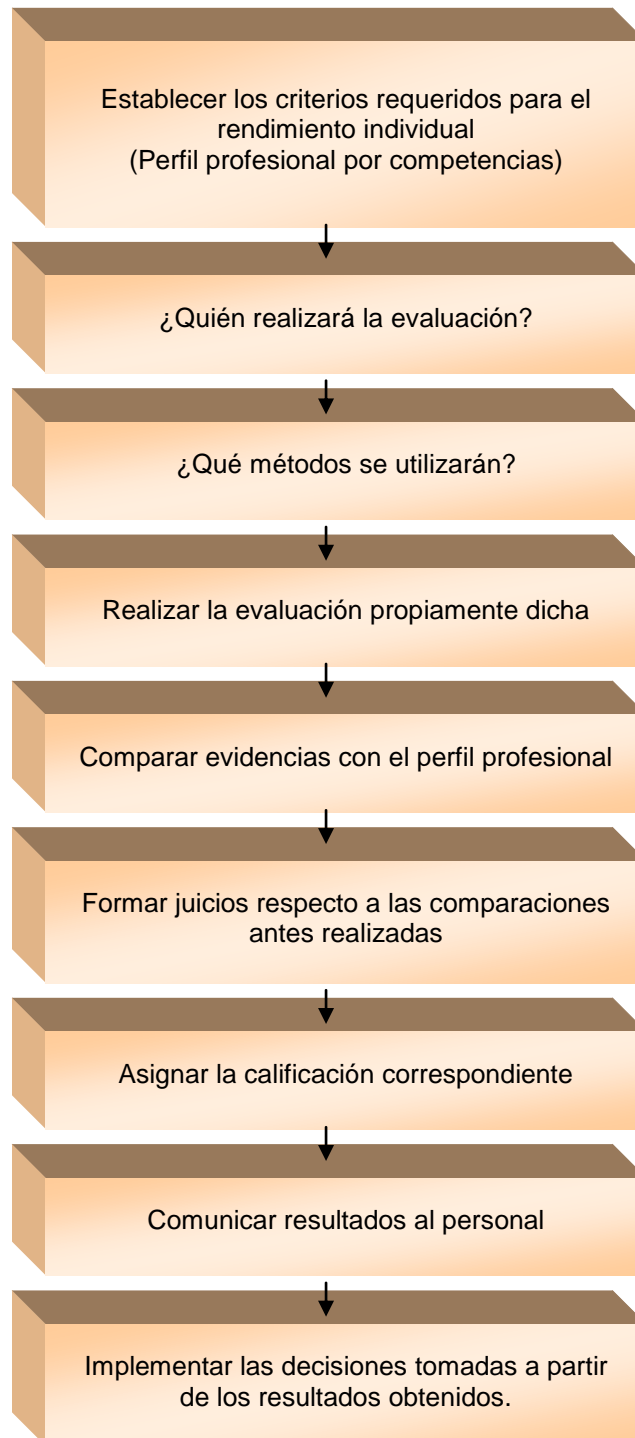 Establecer los criterios requeridos para el
rendimiento individual
(Perfil profesional por competencias)
¿Quién realizará la evaluación?
¿Qué métodos se utilizarán?
Realizar la evaluación propiamente dicha
Comparar evidencias con el perfil profesional
Formar juicios respecto a las comparaciones
antes realizadas
Asignar la calificación correspondiente
Comunicar resultados al personal
Implementar las decisiones tomadas a partir
de los resultados obtenidos.